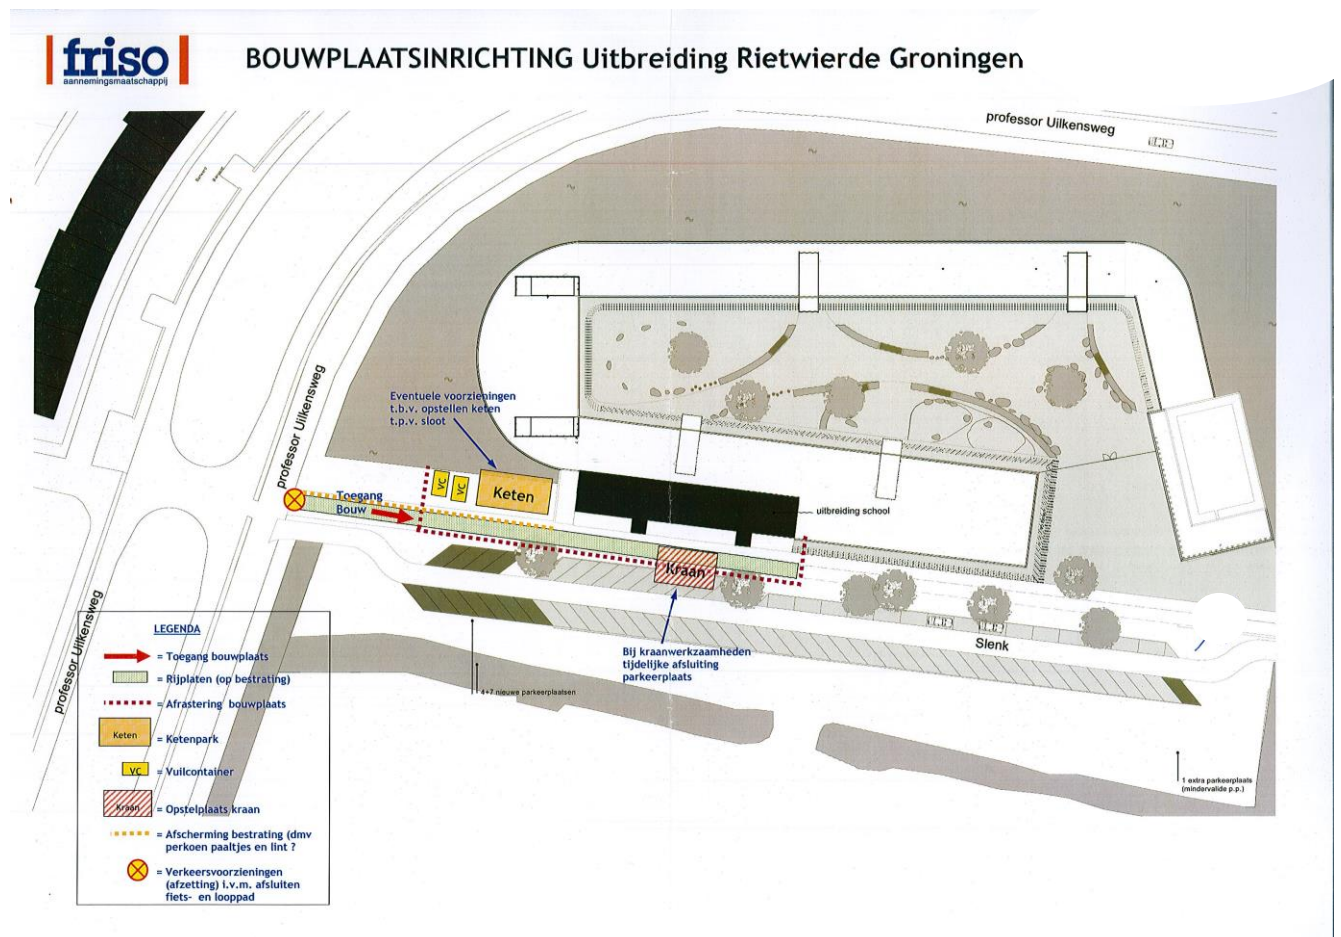 friso
aannemingsmaatschappij
BOUWPLAATSINRICHTING Uitbreiding Rietwierde Groningen
professor Uilkensweg
professor Uilkensweg
Eventuele voorzieningen
t.b.v. opstellen keten
t.p.v. sloot
VC
VC
Keten
Toegang
Bouw
uitbreiding school
Kraan
Bij kraanwerkzaamheden
tijdelijke afsluiting
parkeerplaats
Slenk
4+7 nieuwe parkeerplaatsen
1 extra parkeerplaats
(mindervalide p.p.)
professor Uilkensweg
LEGENDA
= Toegang bouwplaats
= Rijplaten (op bestrating)
= Afrastering bouwplaats
Keten = Ketenpark
VC = Vuilcontainer
Kraan = Opstelplaats kraan
= Afscherming bestrating (dmv
perkoen paaltjes en lint ?
= Verkeersvoorzieningen
(afzetting) i.v.m. afsluiten
fiets- en looppad